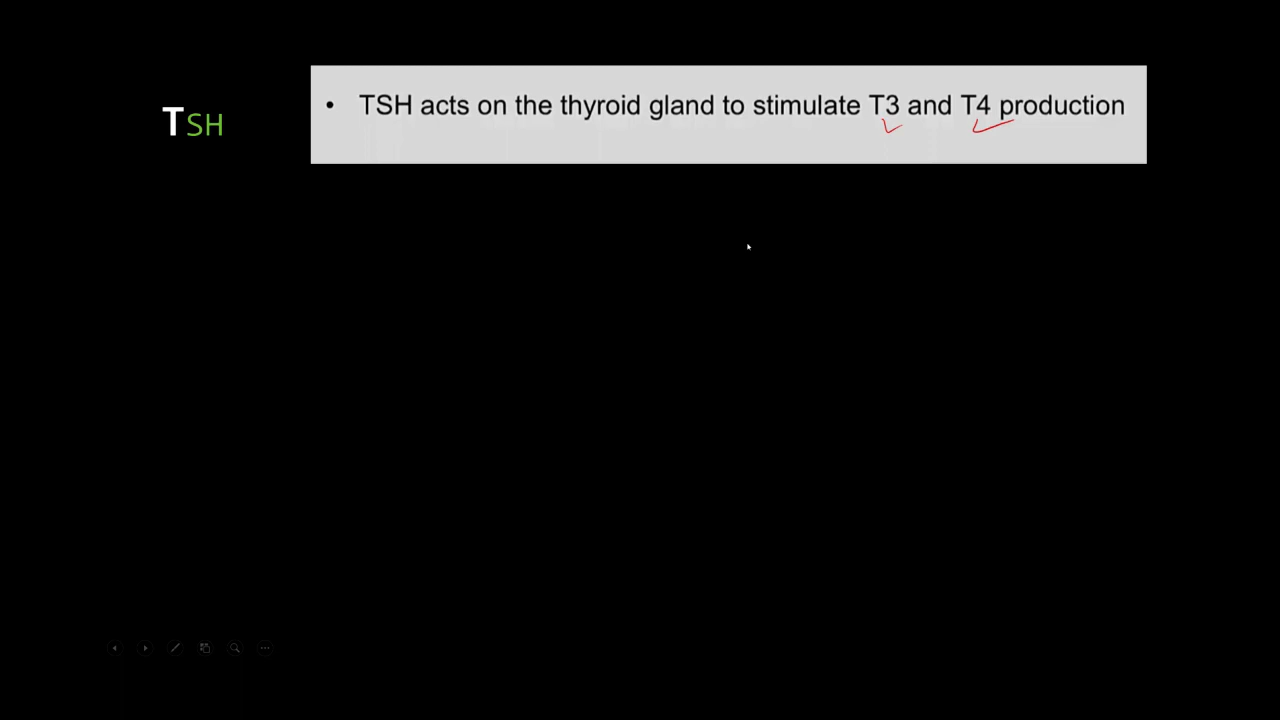 TSH
• TSH acts on the thyroid gland to stimulate T3 and T4 production